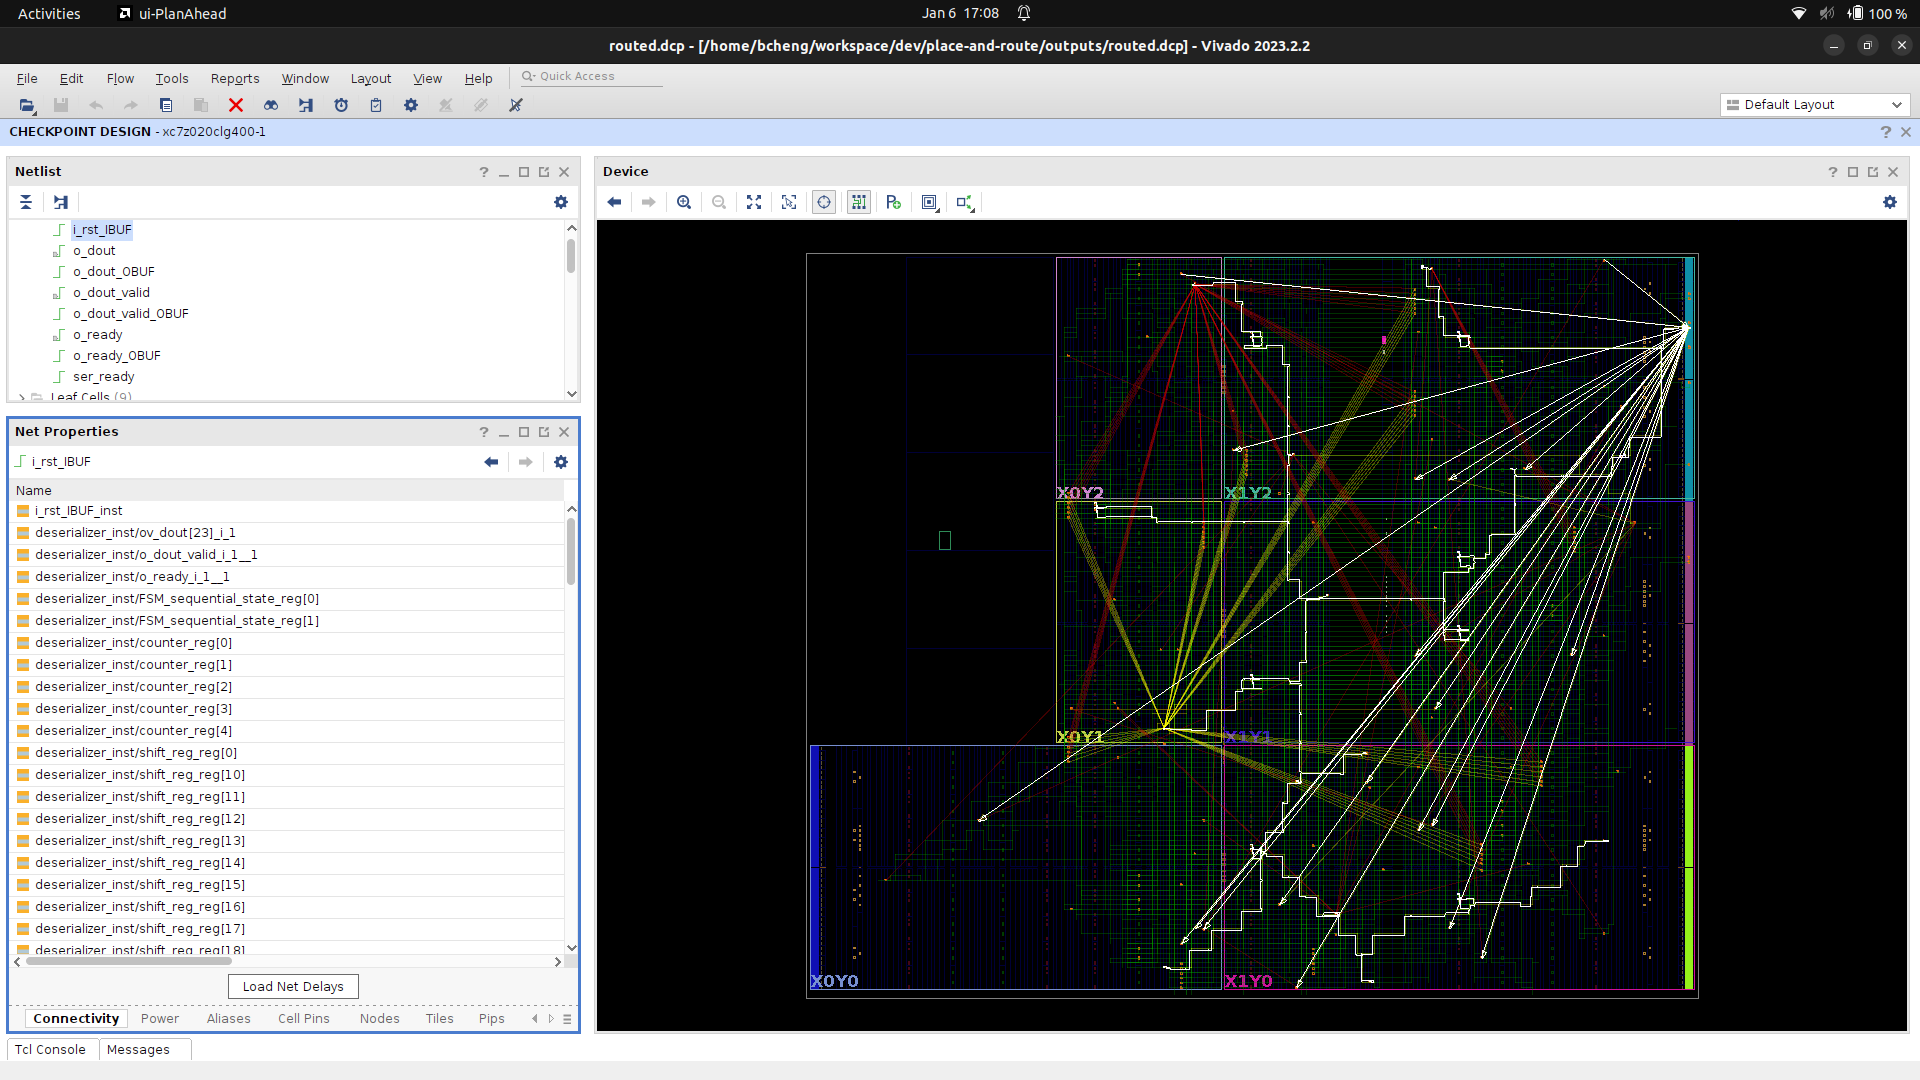 Activities
ui-PlanAhead
Jan 6 17:08
100 %
routed.dcp - [/home/bcheng/workspace/dev/place-and-route/outputs/routed.dcp] - Vivado 2023.2.2
File Edit Flow Tools Reports Window Layout View Help
Quick Access
Default Layout
CHECKPOINT DESIGN - xc7z020clg400-1
Netlist
i_rst_IBUF
o_dout
o_dout_OBUF
o_dout_valid
o_dout_valid_OBUF
o_ready
o_ready_OBUF
ser_ready
Leaf Cells (9)
Net Properties
i_rst_IBUF
Name
i_rst_IBUF_inst
deserializer_inst/ov_dout[23]_i_1
deserializer_inst/o_dout_valid_i_1__1
deserializer_inst/o_ready_i_1__1
deserializer_inst/FSM_sequential_state_reg[0]
deserializer_inst/FSM_sequential_state_reg[1]
deserializer_inst/counter_reg[0]
deserializer_inst/counter_reg[1]
deserializer_inst/counter_reg[2]
deserializer_inst/counter_reg[3]
deserializer_inst/counter_reg[4]
deserializer_inst/shift_reg_reg[0]
deserializer_inst/shift_reg_reg[10]
deserializer_inst/shift_reg_reg[11]
deserializer_inst/shift_reg_reg[12]
deserializer_inst/shift_reg_reg[13]
deserializer_inst/shift_reg_reg[14]
deserializer_inst/shift_reg_reg[15]
deserializer_inst/shift_reg_reg[16]
deserializer_inst/shift_reg_reg[17]
deserializer_inst/shift_reg_reg[18]
Load Net Delays
Connectivity Power Aliases Cell Pins Nodes Tiles Pips
Tcl Console Messages
Device
X0Y2 X1Y2
X0Y1 X1Y1
X0Y0 X1Y0